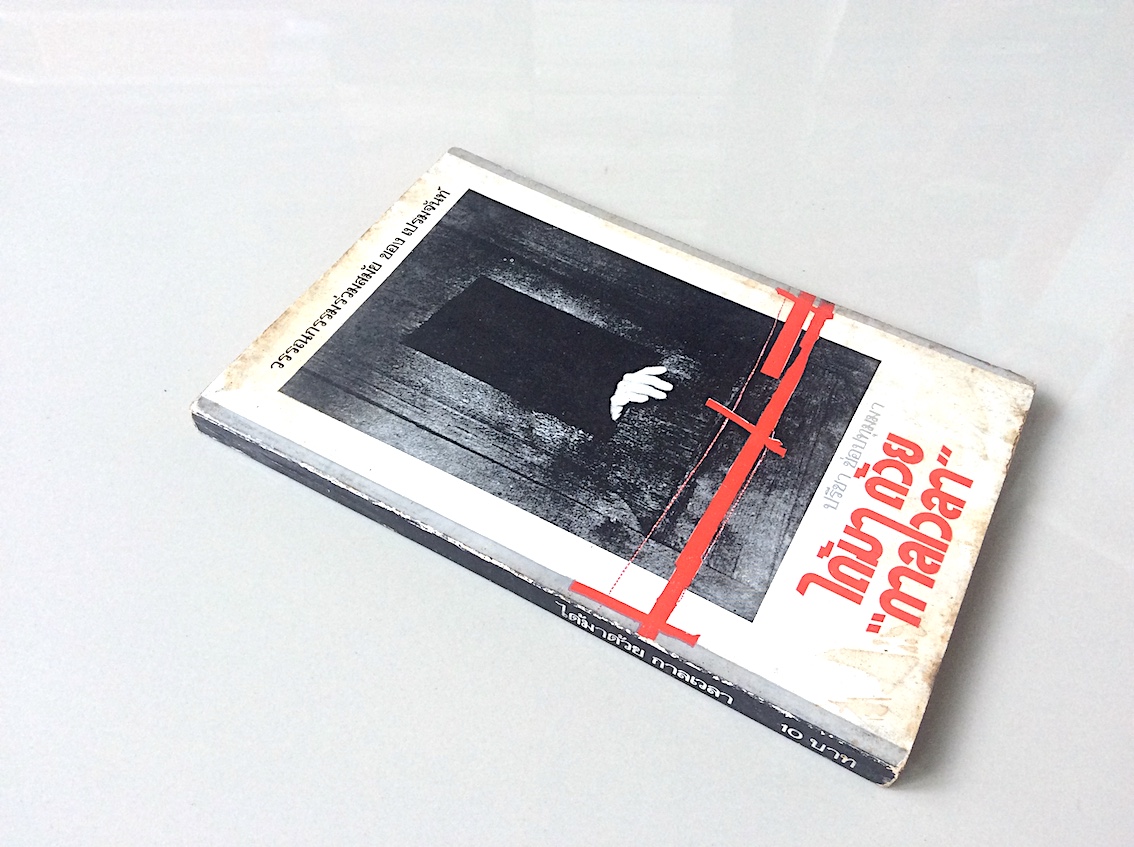 วรรณกรรมร่วมสมัย ของ เปรมจันท์
ปรีชา ช่อปทุมมา
ได้มา ด้วย
“กาลเวลา”
ได้มาด้วย กาลเวลา 10 บาท